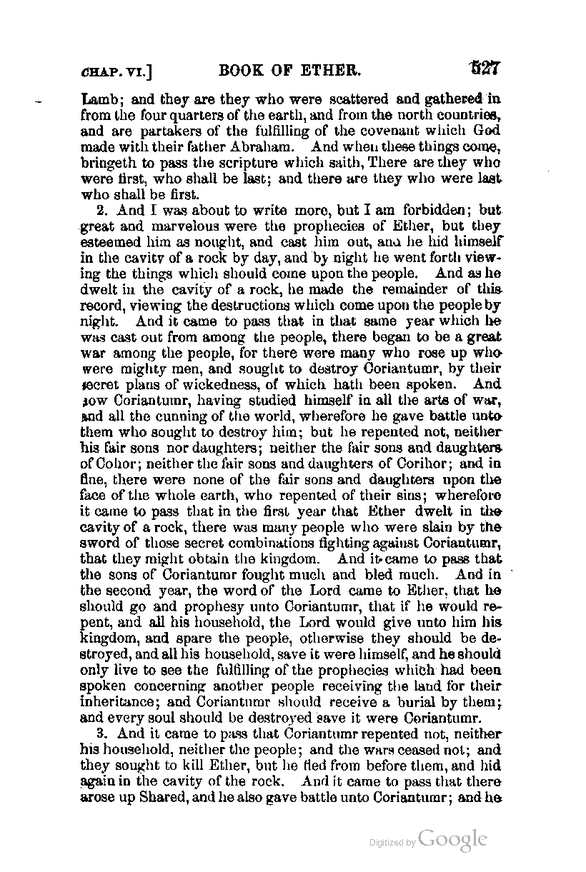 CHAP. VI.] BOOK OF ETHER. 527
Lamb; and they are they who were scattered and gathered in
from the four quarters of the earth, and from the north countries,
and are partakers of the fulfilling of the covenant which God
made with their father Abraham. And when these things come,
bringeth to pass the scripture which saith, There are they who
were first, who shall be last; and there are they who were last
who shall be first.
2. And I was about to write more, but I am forbidden; but
great and marvelous were the prophecies of Ether, but they
esteemed him as nought, and cast him out, and he hid himself
in the cavity of a rock by day, and by night he went forth view-
ing the things which should come upon the people. And as he
dwelt in the cavity of a rock, he made the remainder of this
record, viewing the destructions which come upon the people by
night. And it came to pass that in that same year which he
was cast out from among the people, there began to be a great
war among the people, for there were many who rose up who
were mighty men, and sought to destroy Coriantumr, by their
secret plans of wickedness, of which hath been spoken. And
now Coriantumr, having studied himself in all the arts of war,
and all the cunning of the world, wherefore he gave battle unto
them who sought to destroy him; but he repented not, neither
his fair sons nor daughters; neither the fair sons and daughters
of Cohor; neither the fair sons and daughters of Corihor; and in
fine, there were none of the fair sons and daughters upon the
face of the whole earth, who repented of their sins; wherefore
it came to pass that in the first year that Ether dwelt in the
cavity of a rock, there was many people who were slain by the
sword of those secret combinations fighting against Coriantumr,
that they might obtain the kingdom. And it came to pass that
the sons of Coriantumr fought much and bled much. And in
the second year, the word of the Lord came to Ether, that he
should go and prophesy unto Coriantumr, that if he would re-
pent, and all his household, the Lord would give unto him his
kingdom, and spare the people, otherwise they should be de-
stroyed, and all his household, save it were himself, and he should
only live to see the fulfilling of the prophecies which had been
spoken concerning another people receiving the land for their
inheritance; and Coriantumr should receive a burial by them;
and every soul should be destroyed save it were Coriantumr.
3. And it came to pass that Coriantumr repented not, neither
his household, neither the people; and the wars ceased not; and
they sought to kill Ether, but he fled from before them, and hid
again in the cavity of the rock. And it came to pass that there
arose up Shared, and he also gave battle unto Coriantumr; and he
Digitized by Google